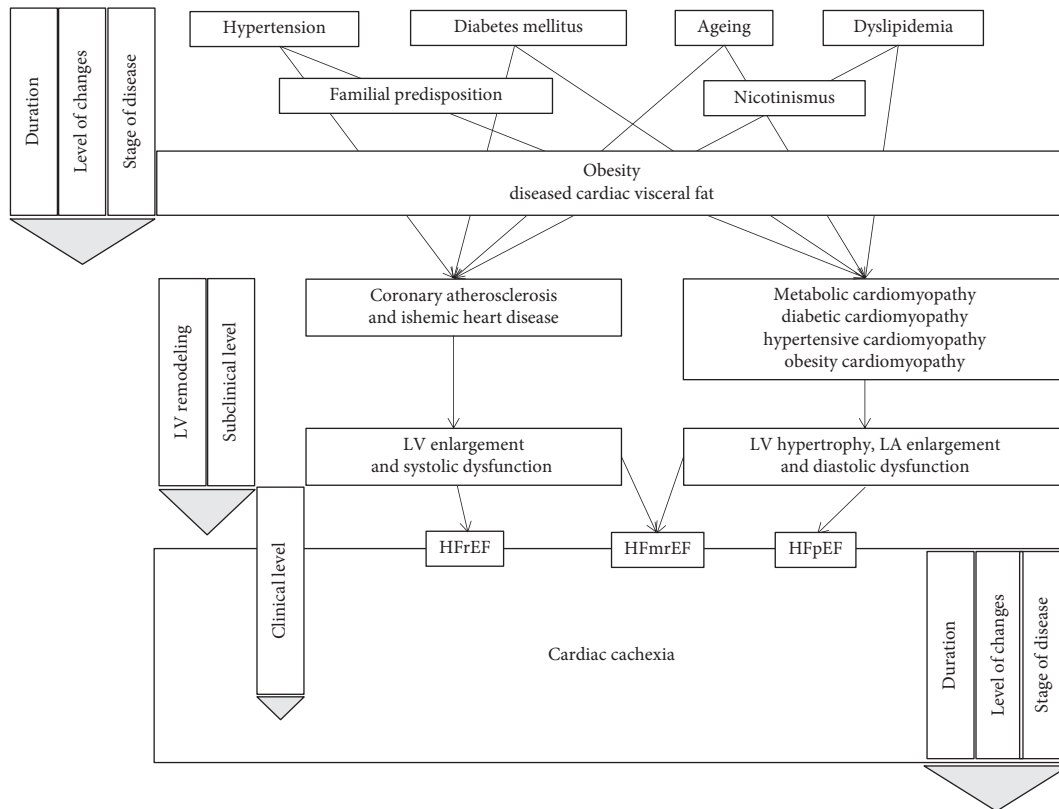 Hypertension
Diabetes mellitus
Ageing
Dyslipidemia
Familial predisposition
Nicotinismus
Duration
Level of changes
Stage of disease
Obesity
diseased cardiac visceral fat
Coronary atherosclerosis
and ishemic heart disease
Metabolic cardiomyopathy
diabetic cardiomyopathy
hypertensive cardiomyopathy
obesity cardiomyopathy
LV remodeling
Subclinical level
LV enlargement
and systolic dysfunction
LV hypertrophy, LA enlargement
and diastolic dysfunction
HFrEF
HFmrEF
HFpEF
Clinical level
Cardiac cachexia
Duration
Level of changes
Stage of disease